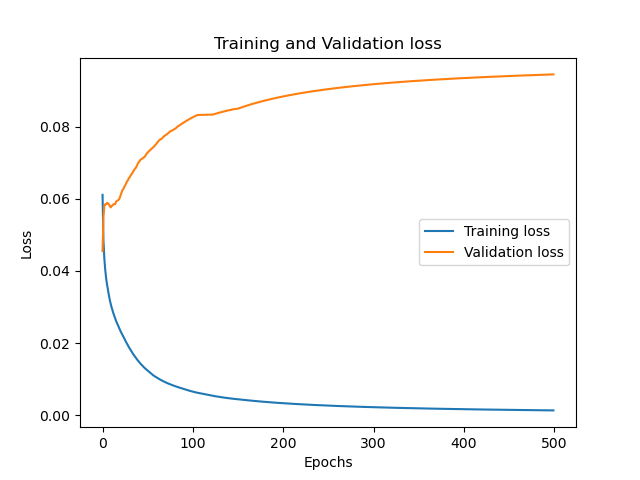 Training and Validation loss
Loss
0.08
0.06
0.04
0.02
0.00
Training loss
Validation loss
0 100 200 300 400 500
Epochs